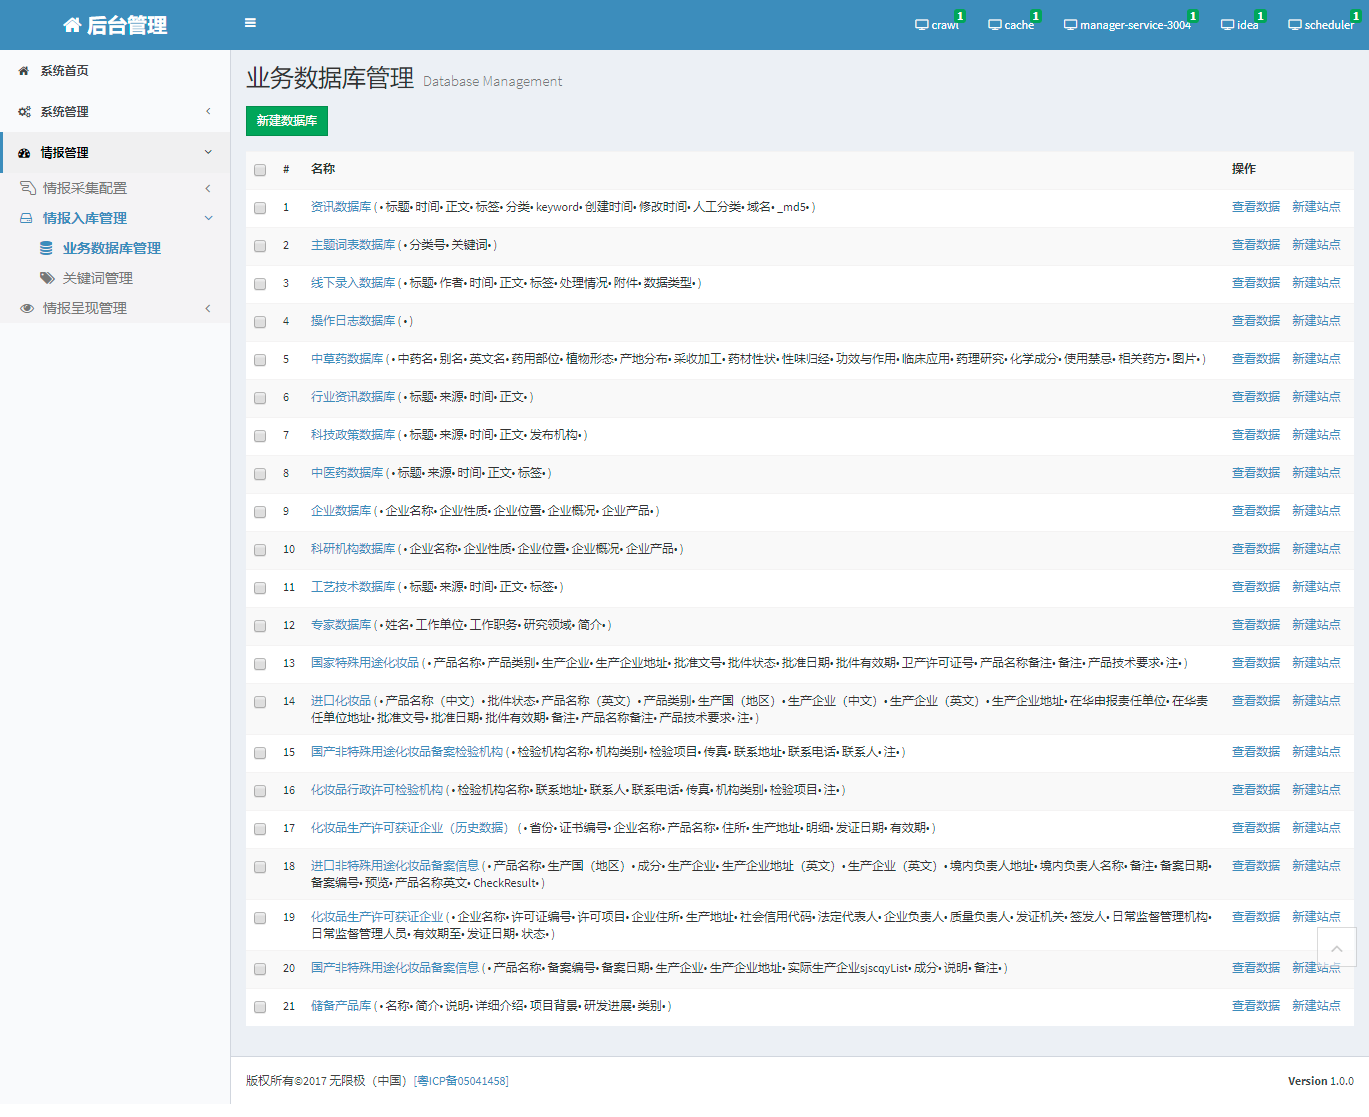 后台管理
crawl 1 cache 1 manager-service-3004 1 idea 1 scheduler 1
系统首页
系统管理
情报管理
情报采集配置
情报入库管理
业务数据库管理
关键词管理
情报呈现管理
业务数据库管理 Database Management
新建数据库
# 名称 操作
1 资讯数据库 ( • 标题• 时间• 正文• 标签• 分类• keyword• 创建时间• 修改时间• 人工分类• 域名• _md5• ) 查看数据 新建站点
2 主题词表数据库 ( • 分类号• 关键词• ) 查看数据 新建站点
3 线下录入数据库 ( • 标题• 作者• 时间• 正文• 标签• 处理情况• 附件• 数据类型• ) 查看数据 新建站点
4 操作日志数据库 ( • ) 查看数据 新建站点
5 中草药数据库 ( • 中药名• 别名• 英文名• 药用部位• 植物形态• 产地分布• 采收加工• 药材性状• 性味归经• 功效与作用• 临床应用• 药理研究• 化学成分• 使用禁忌• 相关药方• 图片• ) 查看数据 新建站点
6 行业资讯数据库 ( • 标题• 来源• 时间• 正文• ) 查看数据 新建站点
7 科技政策数据库 ( • 标题• 来源• 时间• 正文• 发布机构• ) 查看数据 新建站点
8 中医药数据库 ( • 标题• 来源• 时间• 正文• 标签• ) 查看数据 新建站点
9 企业数据库 ( • 企业名称• 企业性质• 企业位置• 企业概况• 企业产品• ) 查看数据 新建站点
10 科研机构数据库 ( • 企业名称• 企业性质• 企业位置• 企业概况• 企业产品• ) 查看数据 新建站点
11 工艺技术数据库 ( • 标题• 来源• 时间• 正文• 标签• ) 查看数据 新建站点
12 专家数据库 ( • 姓名• 工作单位• 工作职务• 研究领域• 简介• ) 查看数据 新建站点
13 国家特殊用途化妆品 ( • 产品名称• 产品类别• 生产企业• 生产企业地址• 批准文号• 批件状态• 批准日期• 批件有效期• 卫产许可证号• 产品名称备注• 备注• 产品技术要求• 注• ) 查看数据 新建站点
14 进口化妆品 ( • 产品名称（中文）• 批件状态• 产品名称（英文）• 产品类别• 生产国（地区）• 生产企业（中文）• 生产企业（英文）• 生产企业地址• 在华申报责任单位• 在华责 查看数据 新建站点
任单位地址• 批准文号• 批准日期• 批件有效期• 备注• 产品名称备注• 产品技术要求• 注• )
15 国产非特殊用途化妆品备案检验机构 ( • 检验机构名称• 机构类别• 检验项目• 传真• 联系地址• 联系电话• 联系人• 注• ) 查看数据 新建站点
16 化妆品行政许可检验机构 ( • 检验机构名称• 联系地址• 联系人• 联系电话• 传真• 机构类别• 检验项目• 注• ) 查看数据 新建站点
17 化妆品生产许可获证企业（历史数据） ( • 省份• 证书编号• 企业名称• 产品名称• 住所• 生产地址• 明细• 发证日期• 有效期• ) 查看数据 新建站点
18 进口非特殊用途化妆品备案信息 ( • 产品名称• 生产国（地区）• 成分• 生产企业• 生产企业地址（英文）• 生产企业（英文）• 境内负责人地址• 境内负责人名称• 备注• 备案日期• 查看数据 新建站点
备案编号• 预览• 产品名称英文• CheckResult• )
19 化妆品生产许可获证企业 ( • 企业名称• 许可证编号• 许可项目• 企业住所• 生产地址• 社会信用代码• 法定代表人• 企业负责人• 质量负责人• 发证机关• 签发人• 日常监督管理机构• 查看数据 新建站点
日常监督管理人员• 有效期至• 发证日期• 状态• )
20 国产非特殊用途化妆品备案信息 ( • 产品名称• 备案编号• 备案日期• 生产企业• 生产企业地址• 实际生产企业sjscqyList• 成分• 说明• 备注• ) 查看数据 新建站点
21 储备产品库 ( • 名称• 简介• 说明• 详细介绍• 项目背景• 研发进展• 类别• ) 查看数据 新建站点
版权所有©2017 无限极（中国）[粤ICP备05041458] Version 1.0.0